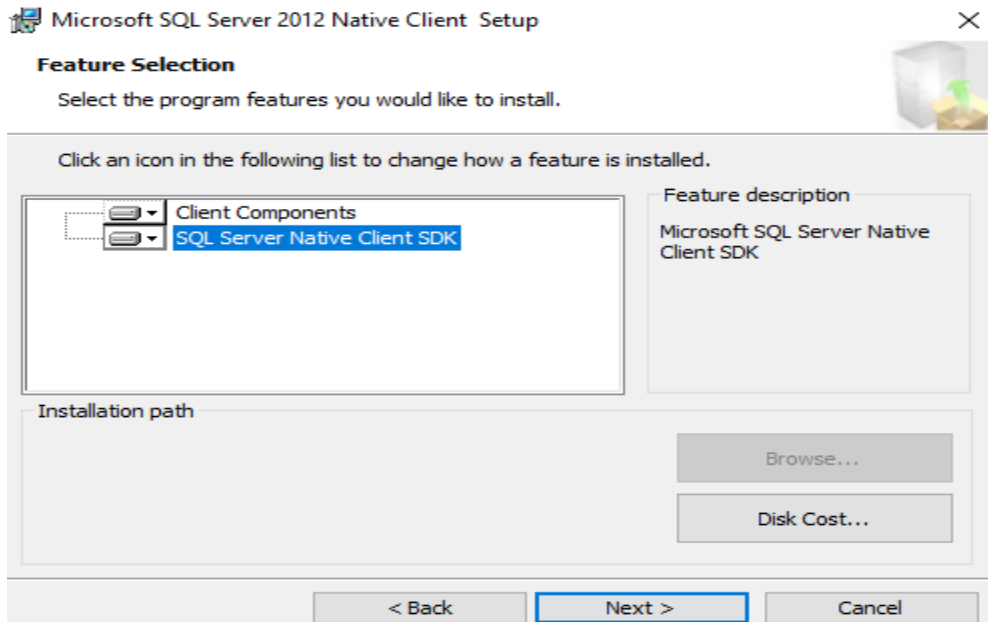 Microsoft SQL Server 2012 Native Client  Setup
Feature Selection
Select the program features you would like to install.
Click an icon in the following list to change how a feature is installed.
Client Components
SQL Server Native Client SDK
Feature description
Microsoft SQL Server Native
Client SDK
Installation path
Browse...
Disk Cost...
< Back
Next >
Cancel